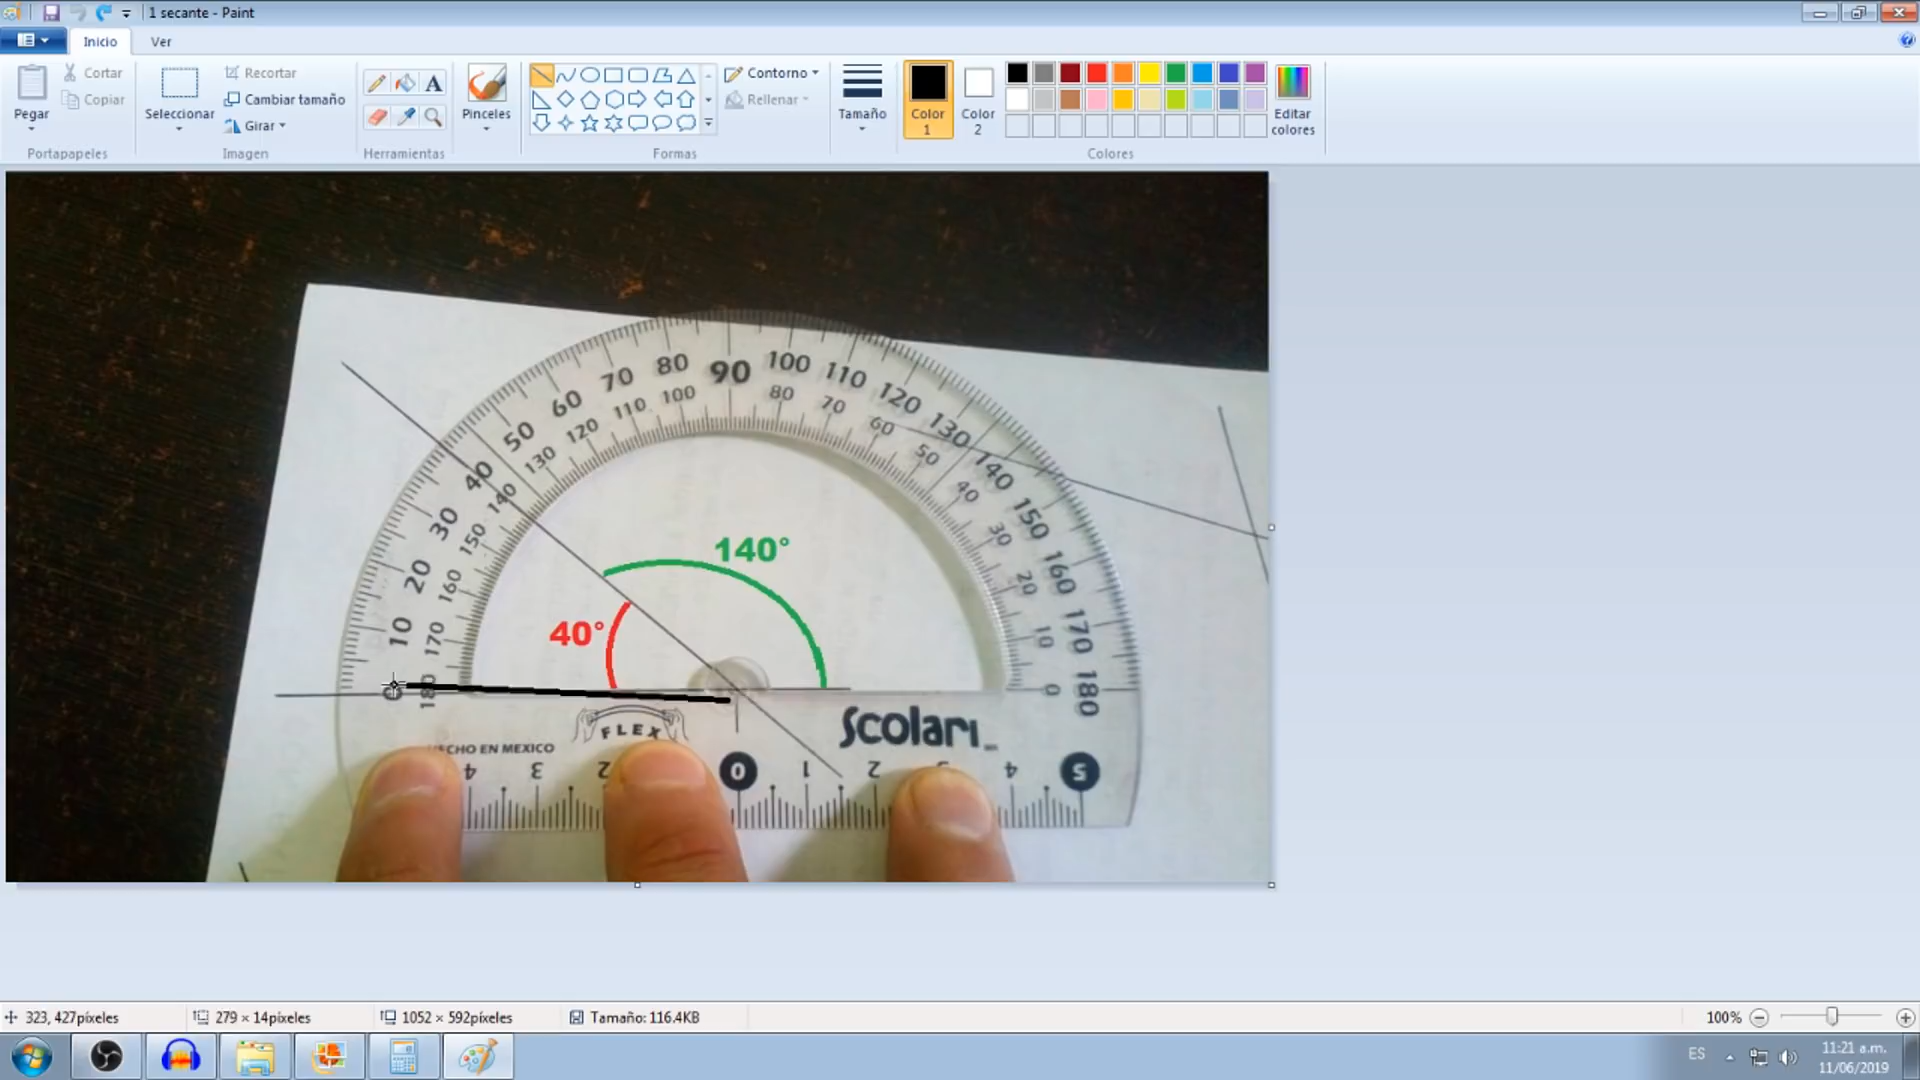 1 secante - Paint
Inicio Ver
Pegar
Cortar
Copiar
Portapapeles
Seleccionar
Recortar
Cambiar tamaño
Girar
Imagen
A
Herramientas
Pinceles
Formas
Contorno
Rellenar
Tamaño
Color 1
Color 2
Editar colores
Colores
0 10 20 30 40 50 60 70 80 90 100 110 120 130 140 150 160 170 180
180 170 160 150 140 130 120 110 100 80 70 60 50 40 30 20 10 0
140°
40°
FLEX
Scolari
HECHO EN MEXICO
4 3 2 0 1 2 3 4 5
323, 427píxeles
279 × 14píxeles
1052 × 592píxeles
Tamaño: 116.4KB
100%
ES
11:21 a.m.
11/06/2019